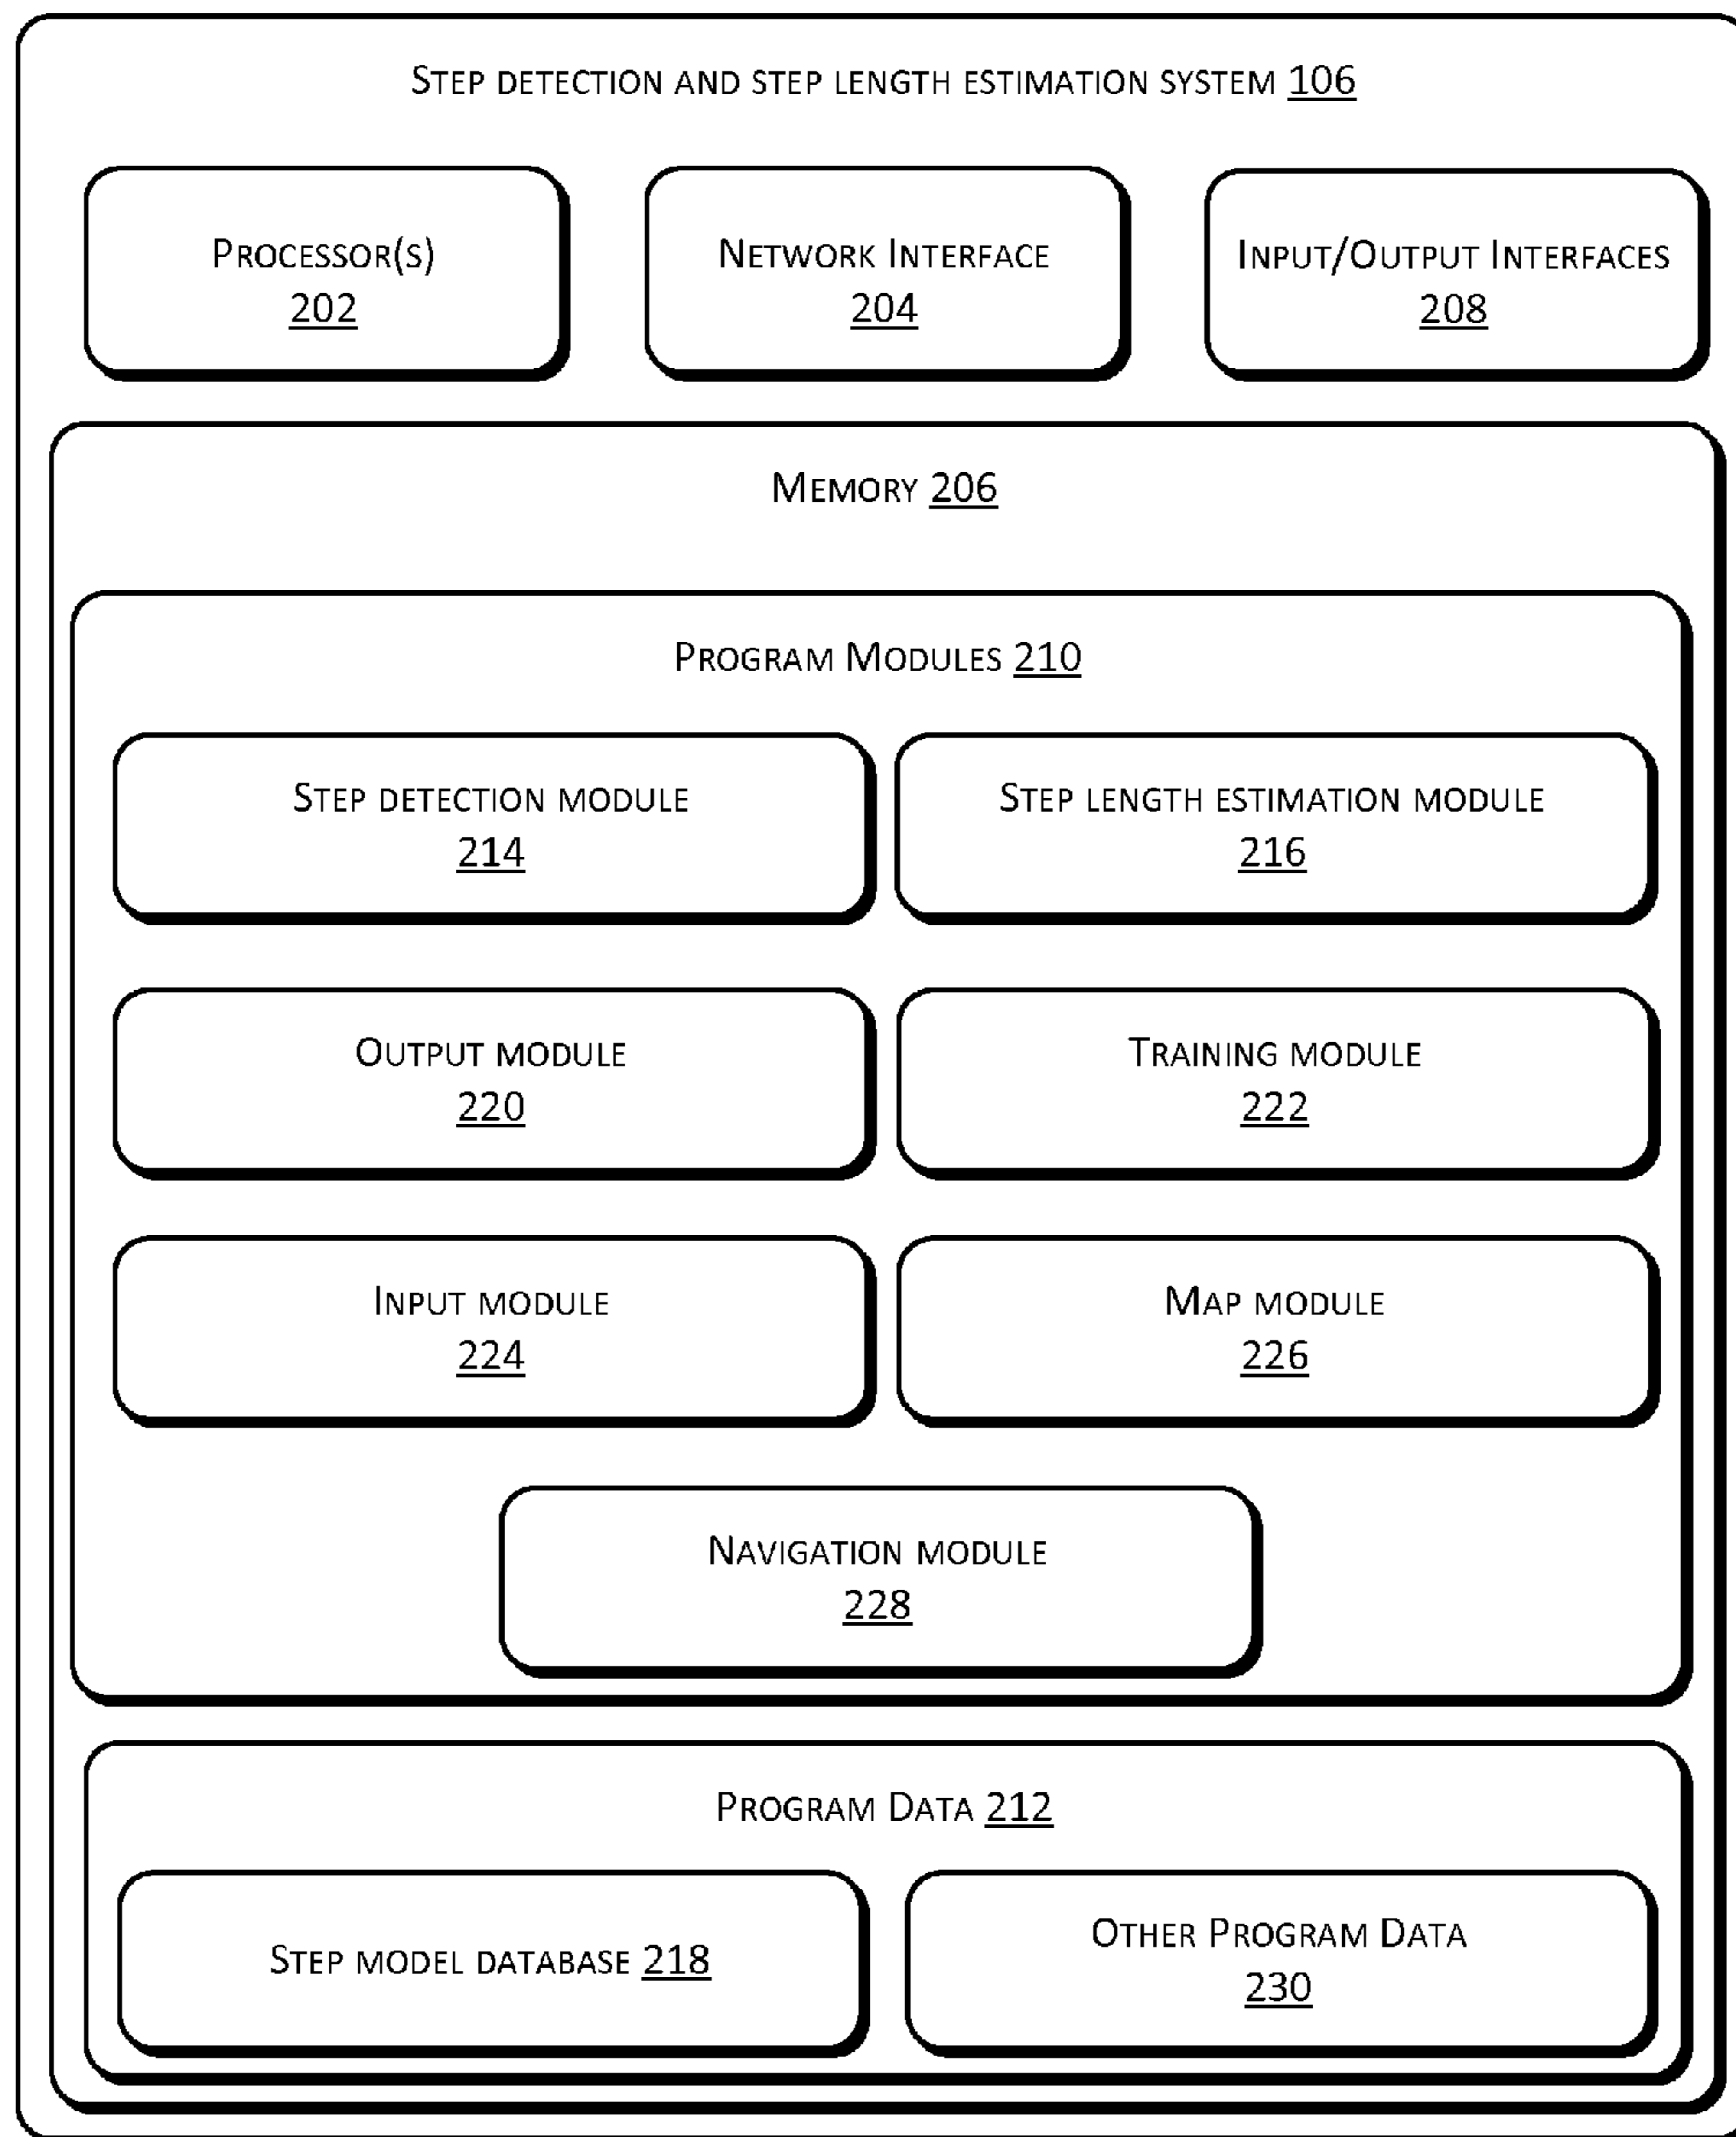 Step detection and step length estimation system 106
Processor(s)
202
Network Interface
204
Input/Output Interfaces
208
Memory 206
Program Modules 210
Step detection module
214
Step length estimation module
216
Output module
220
Training module
222
Input module
224
Map module
226
Navigation module
228
Program Data 212
Step model database 218
Other Program Data
230